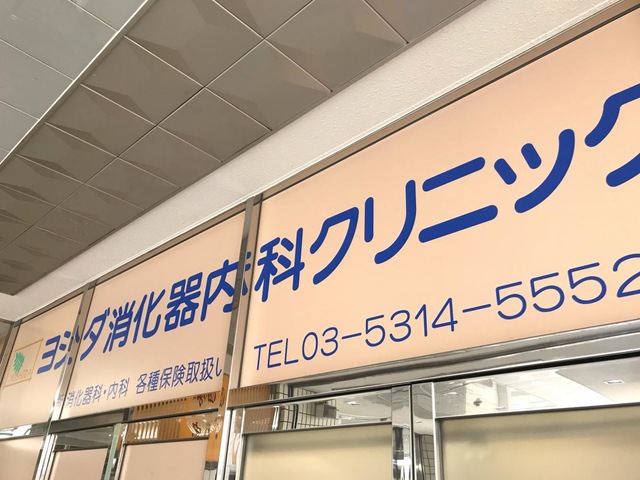 ヨシダ消化器内科クリニック
消化器科・内科 各種保険取扱い
TEL03-5314-5552